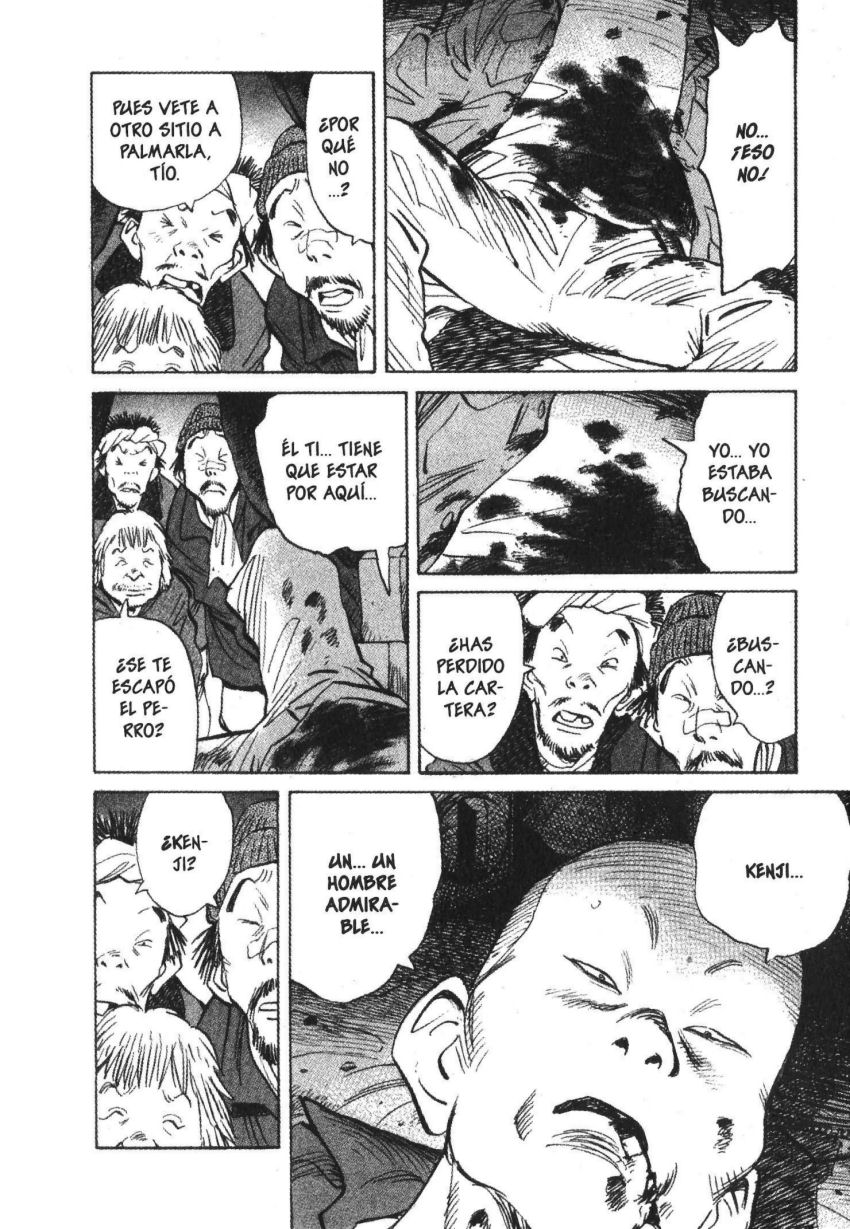 NO...
¡ESO
NO!
¿POR
QUÉ
NO
...?
PUES VETE A
OTRO SITIO A
PALMARLA,
TÍO.
YO... YO
ESTABA
BUSCAN-
DO...
¿BUS-
CAN-
DO...?
¿HAS
PERDIDO
LA CAR-
TERA?
ÉL TI... TIENE
QUE ESTAR
POR AQUÍ...
¿SE TE
ESCAPÓ
EL PE-
RRO?
KENJI...
UN... UN
HOMBRE
ADMIRA-
BLE...
¿KEN-
JI?